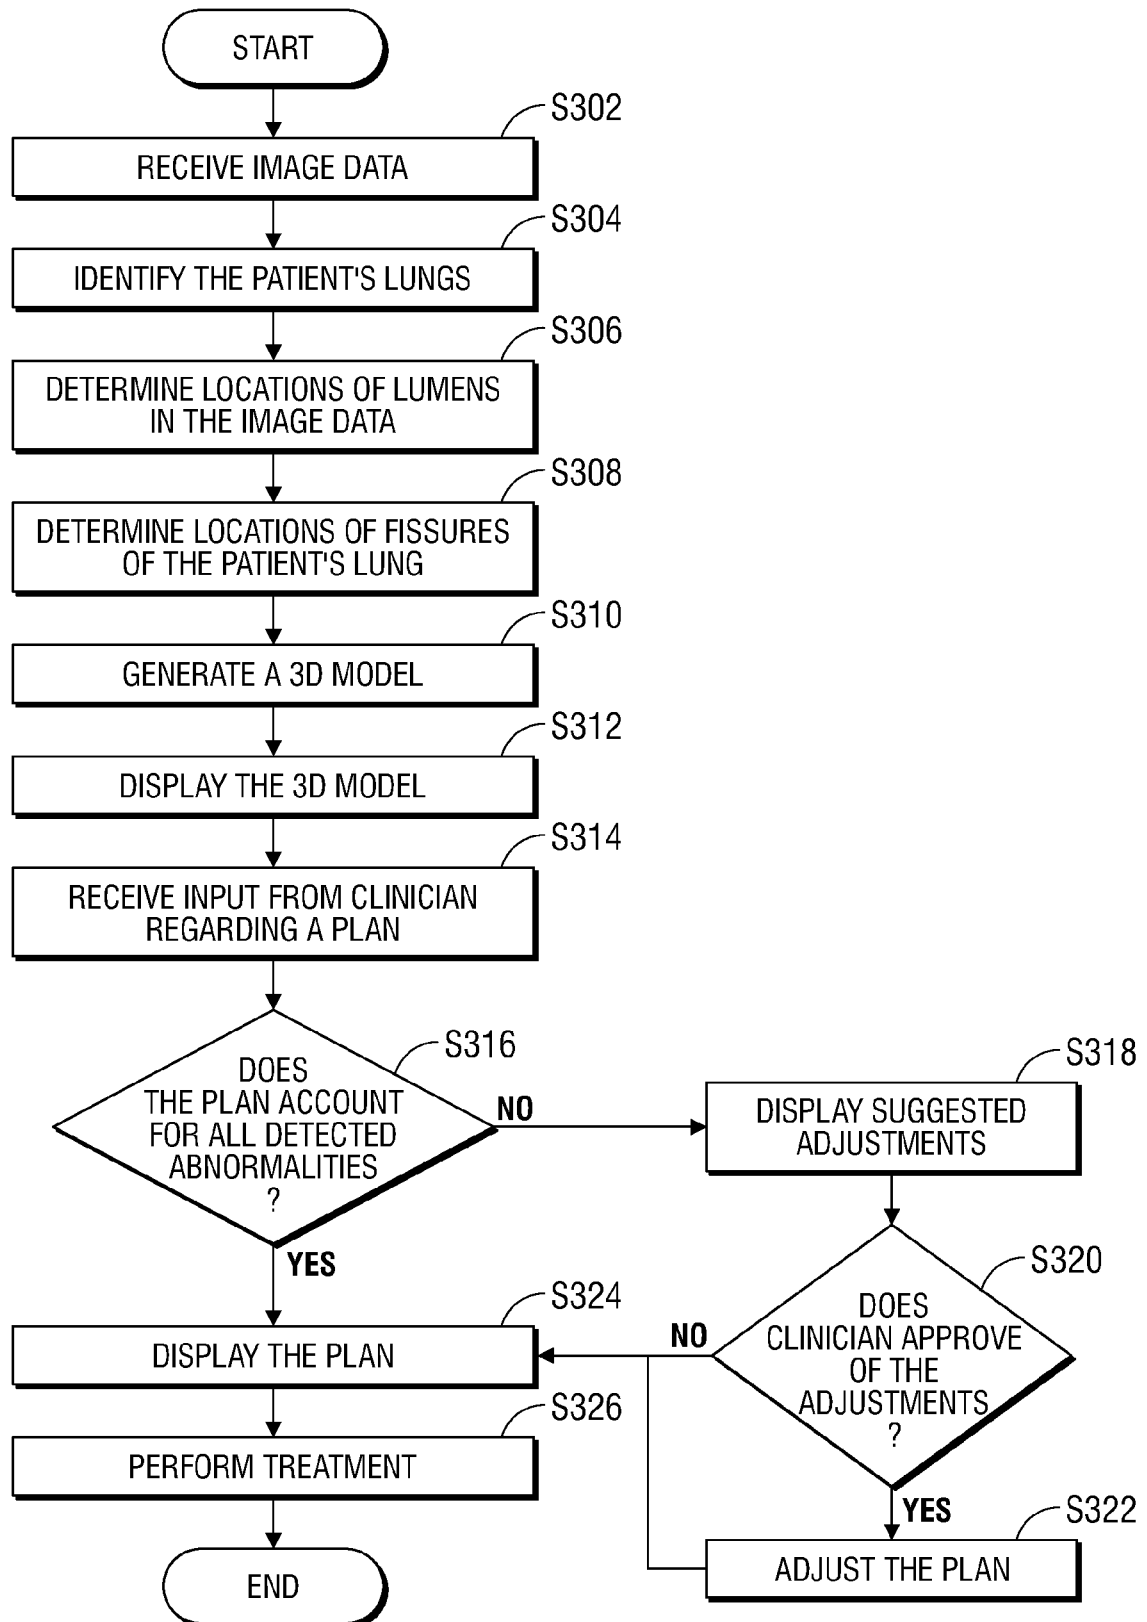 START
S302
RECEIVE IMAGE DATA
S304
IDENTIFY THE PATIENT'S LUNGS
S306
DETERMINE LOCATIONS OF LUMENS
IN THE IMAGE DATA
S308
DETERMINE LOCATIONS OF FISSURES
OF THE PATIENT'S LUNG
S310
GENERATE A 3D MODEL
S312
DISPLAY THE 3D MODEL
S314
RECEIVE INPUT FROM CLINICIAN
REGARDING A PLAN
S316
DOES
THE PLAN ACCOUNT
FOR ALL DETECTED
ABNORMALITIES
?
NO
YES
S318
DISPLAY SUGGESTED
ADJUSTMENTS
S320
DOES
CLINICIAN APPROVE
OF THE
ADJUSTMENTS
?
NO
YES
S322
ADJUST THE PLAN
S324
DISPLAY THE PLAN
S326
PERFORM TREATMENT
END